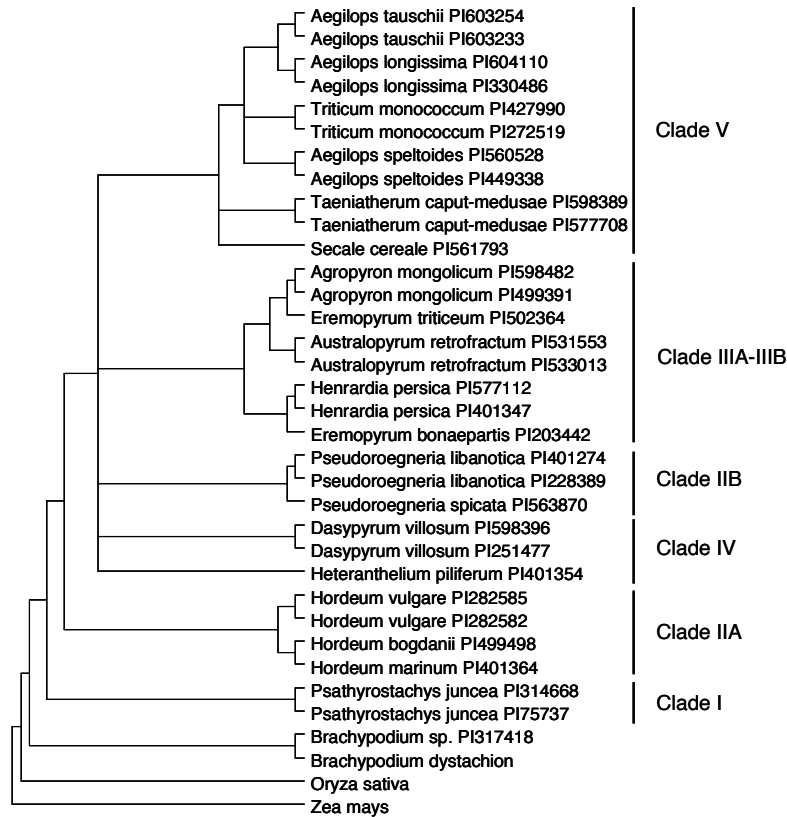 Aegilops tauschii PI603254
Aegilops tauschii PI603233
Aegilops longissima PI604110
Aegilops longissima PI330486
Triticum monococcum PI427990
Triticum monococcum PI272519
Aegilops speltoides PI560528
Aegilops speltoides PI449338
Taeniatherum caput-medusae PI598389
Taeniatherum caput-medusae PI577708
Secale cereale PI561793
Clade V
Agropyron mongolicum PI598482
Agropyron mongolicum PI499391
Eremopyrum triticeum PI502364
Australopyrum retrofractum PI531553
Australopyrum retrofractum PI533013
Henrardia persica PI577112
Henrardia persica PI401347
Eremopyrum bonaepartis PI203442
Clade IIIA-IIIB
Pseudoroegneria libanotica PI401274
Pseudoroegneria libanotica PI228389
Pseudoroegneria spicata PI563870
Clade IIB
Dasypyrum villosum PI598396
Dasypyrum villosum PI251477
Heteranthelium piliferum PI401354
Clade IV
Hordeum vulgare PI282585
Hordeum vulgare PI282582
Hordeum bogdanii PI499498
Hordeum marinum PI401364
Clade IIA
Psathyrostachys juncea PI314668
Psathyrostachys juncea PI75737
Clade I
Brachypodium sp. PI317418
Brachypodium dystachion
Oryza sativa
Zea mays